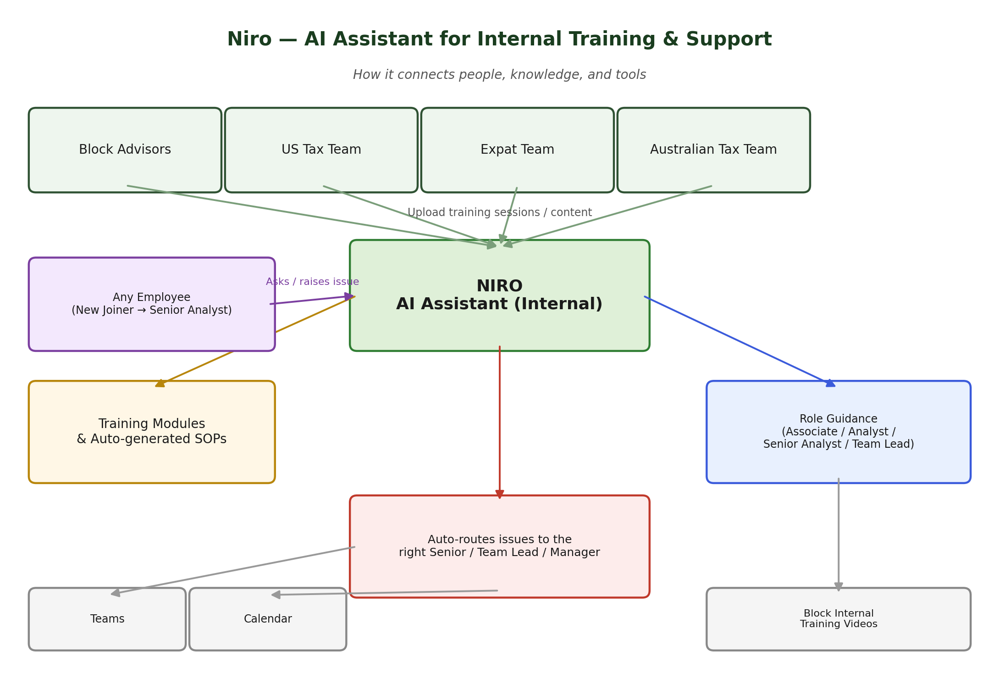 Niro — AI Assistant for Internal Training & Support
How it connects people, knowledge, and tools
Block Advisors
US Tax Team
Expat Team
Australian Tax Team
Upload training sessions / content
Any Employee
(New Joiner → Senior Analyst)
Asks / raises issue
NIRO
AI Assistant (Internal)
Training Modules
& Auto-generated SOPs
Role Guidance
(Associate / Analyst /
Senior Analyst / Team Lead)
Auto-routes issues to the
right Senior / Team Lead / Manager
Teams
Calendar
Block Internal
Training Videos